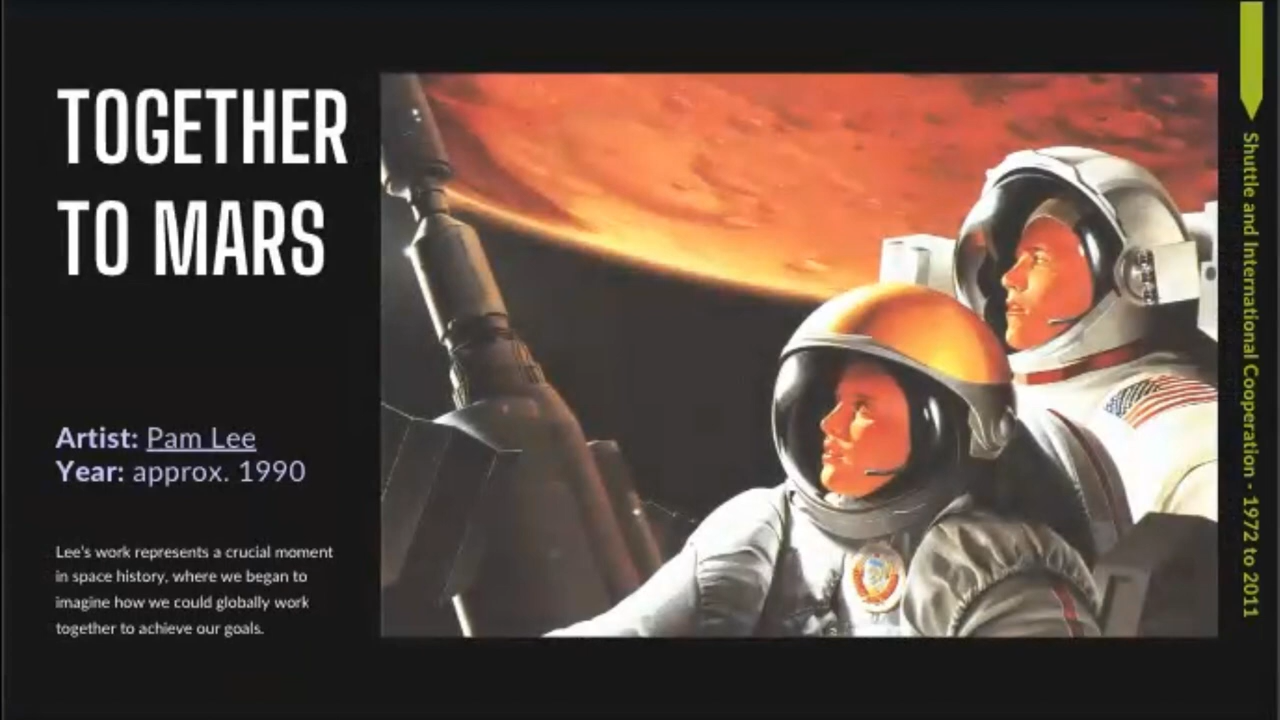 TOGETHER
TO MARS
Artist: Pam Lee
Year: approx. 1990
Lee's work represents a crucial moment
in space history, where we began to
imagine how we could globally work
together to achieve our goals.
Shuttle and International Cooperation - 1972 to 2011